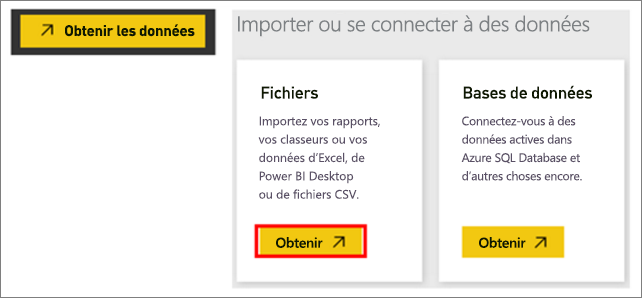 Obtenir les données
Importer ou se connecter à des données
Fichiers
Importez vos rapports,
vos classeurs ou vos
données d'Excel, de
Power BI Desktop
ou de fichiers CSV.
Obtenir
Bases de données
Connectez-vous à des
données actives dans
Azure SQL Database et
d'autres choses encore.
Obtenir